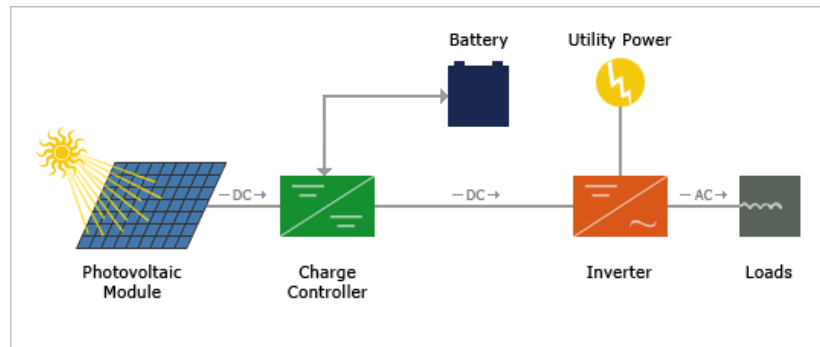 Battery
Utility Power
DC
DC
AC
Photovoltaic
Module
Charge
Controller
Inverter
Loads